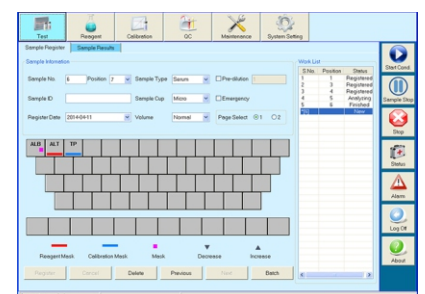 Test Reagent Calibration QC Maintenance System Setting
Sample Register Sample Results
Sample Information
Sample No. 6 Position 7 Sample Type Serum Pre-dilution
Sample ID Sample Cup Micro Emergency
Register Date 2014-04-11 Volume Normal Page Select 1 2
ALB ALT TP
Reagent Mask Calibration Mask Mask Decrease Increase
Register Cancel Delete Previous Next Batch
Work List
S.No. Position Status
1 1 Registered
2 3 Registered
3 4 Registered
4 5 Analyzing
5 6 Finished
New
Start Cond.
Sample Stop
Stop
Status
Alarm
Log Off
About